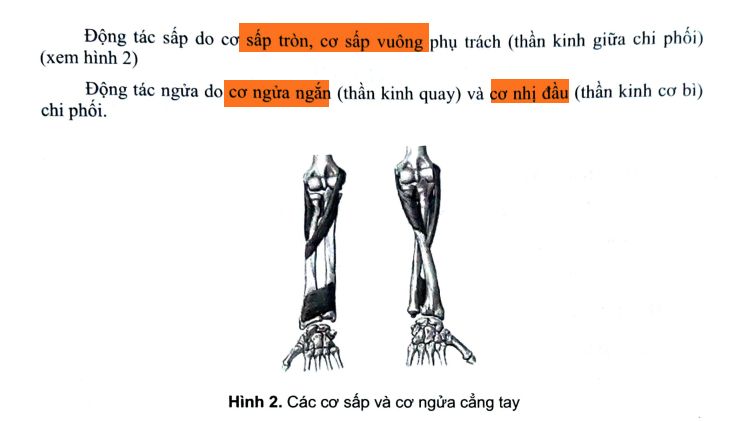 Động tác sấp do cơ sấp tròn, cơ sấp vuông phụ trách (thần kinh giữa chi phối)
(xem hình 2)
Động tác ngửa do cơ ngửa ngắn (thần kinh quay) và cơ nhị đầu (thần kinh cơ bì)
chi phối.
Hình 2. Các cơ sấp và cơ ngửa cẳng tay